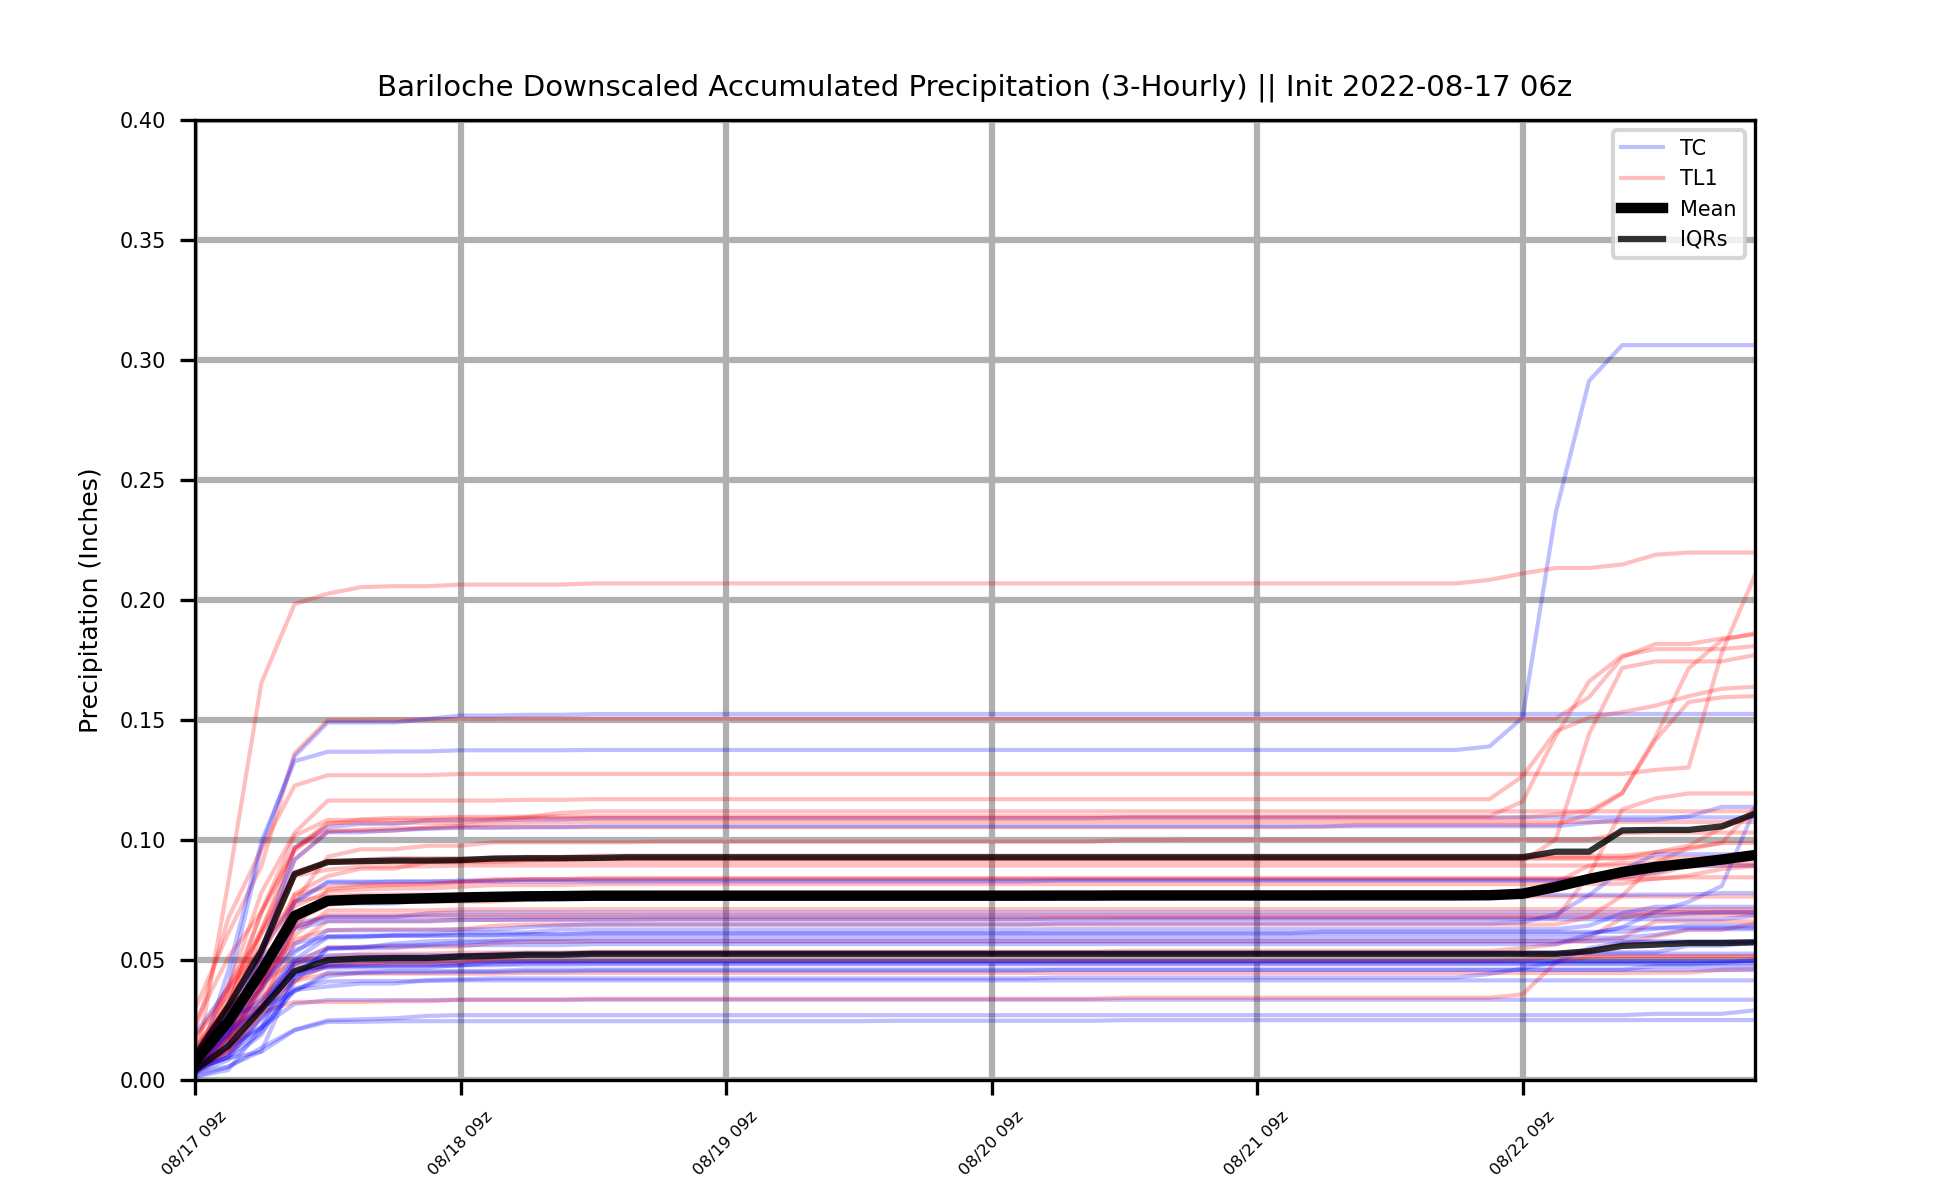 Bariloche Downscaled Accumulated Precipitation (3-Hourly) || Init 2022-08-17 06z
TC
TL1
Mean
IQRs
Precipitation (Inches)
0.40
0.35
0.30
0.25
0.20
0.15
0.10
0.05
0.00
08/17 09z
08/18 09z
08/19 09z
08/20 09z
08/21 09z
08/22 09z